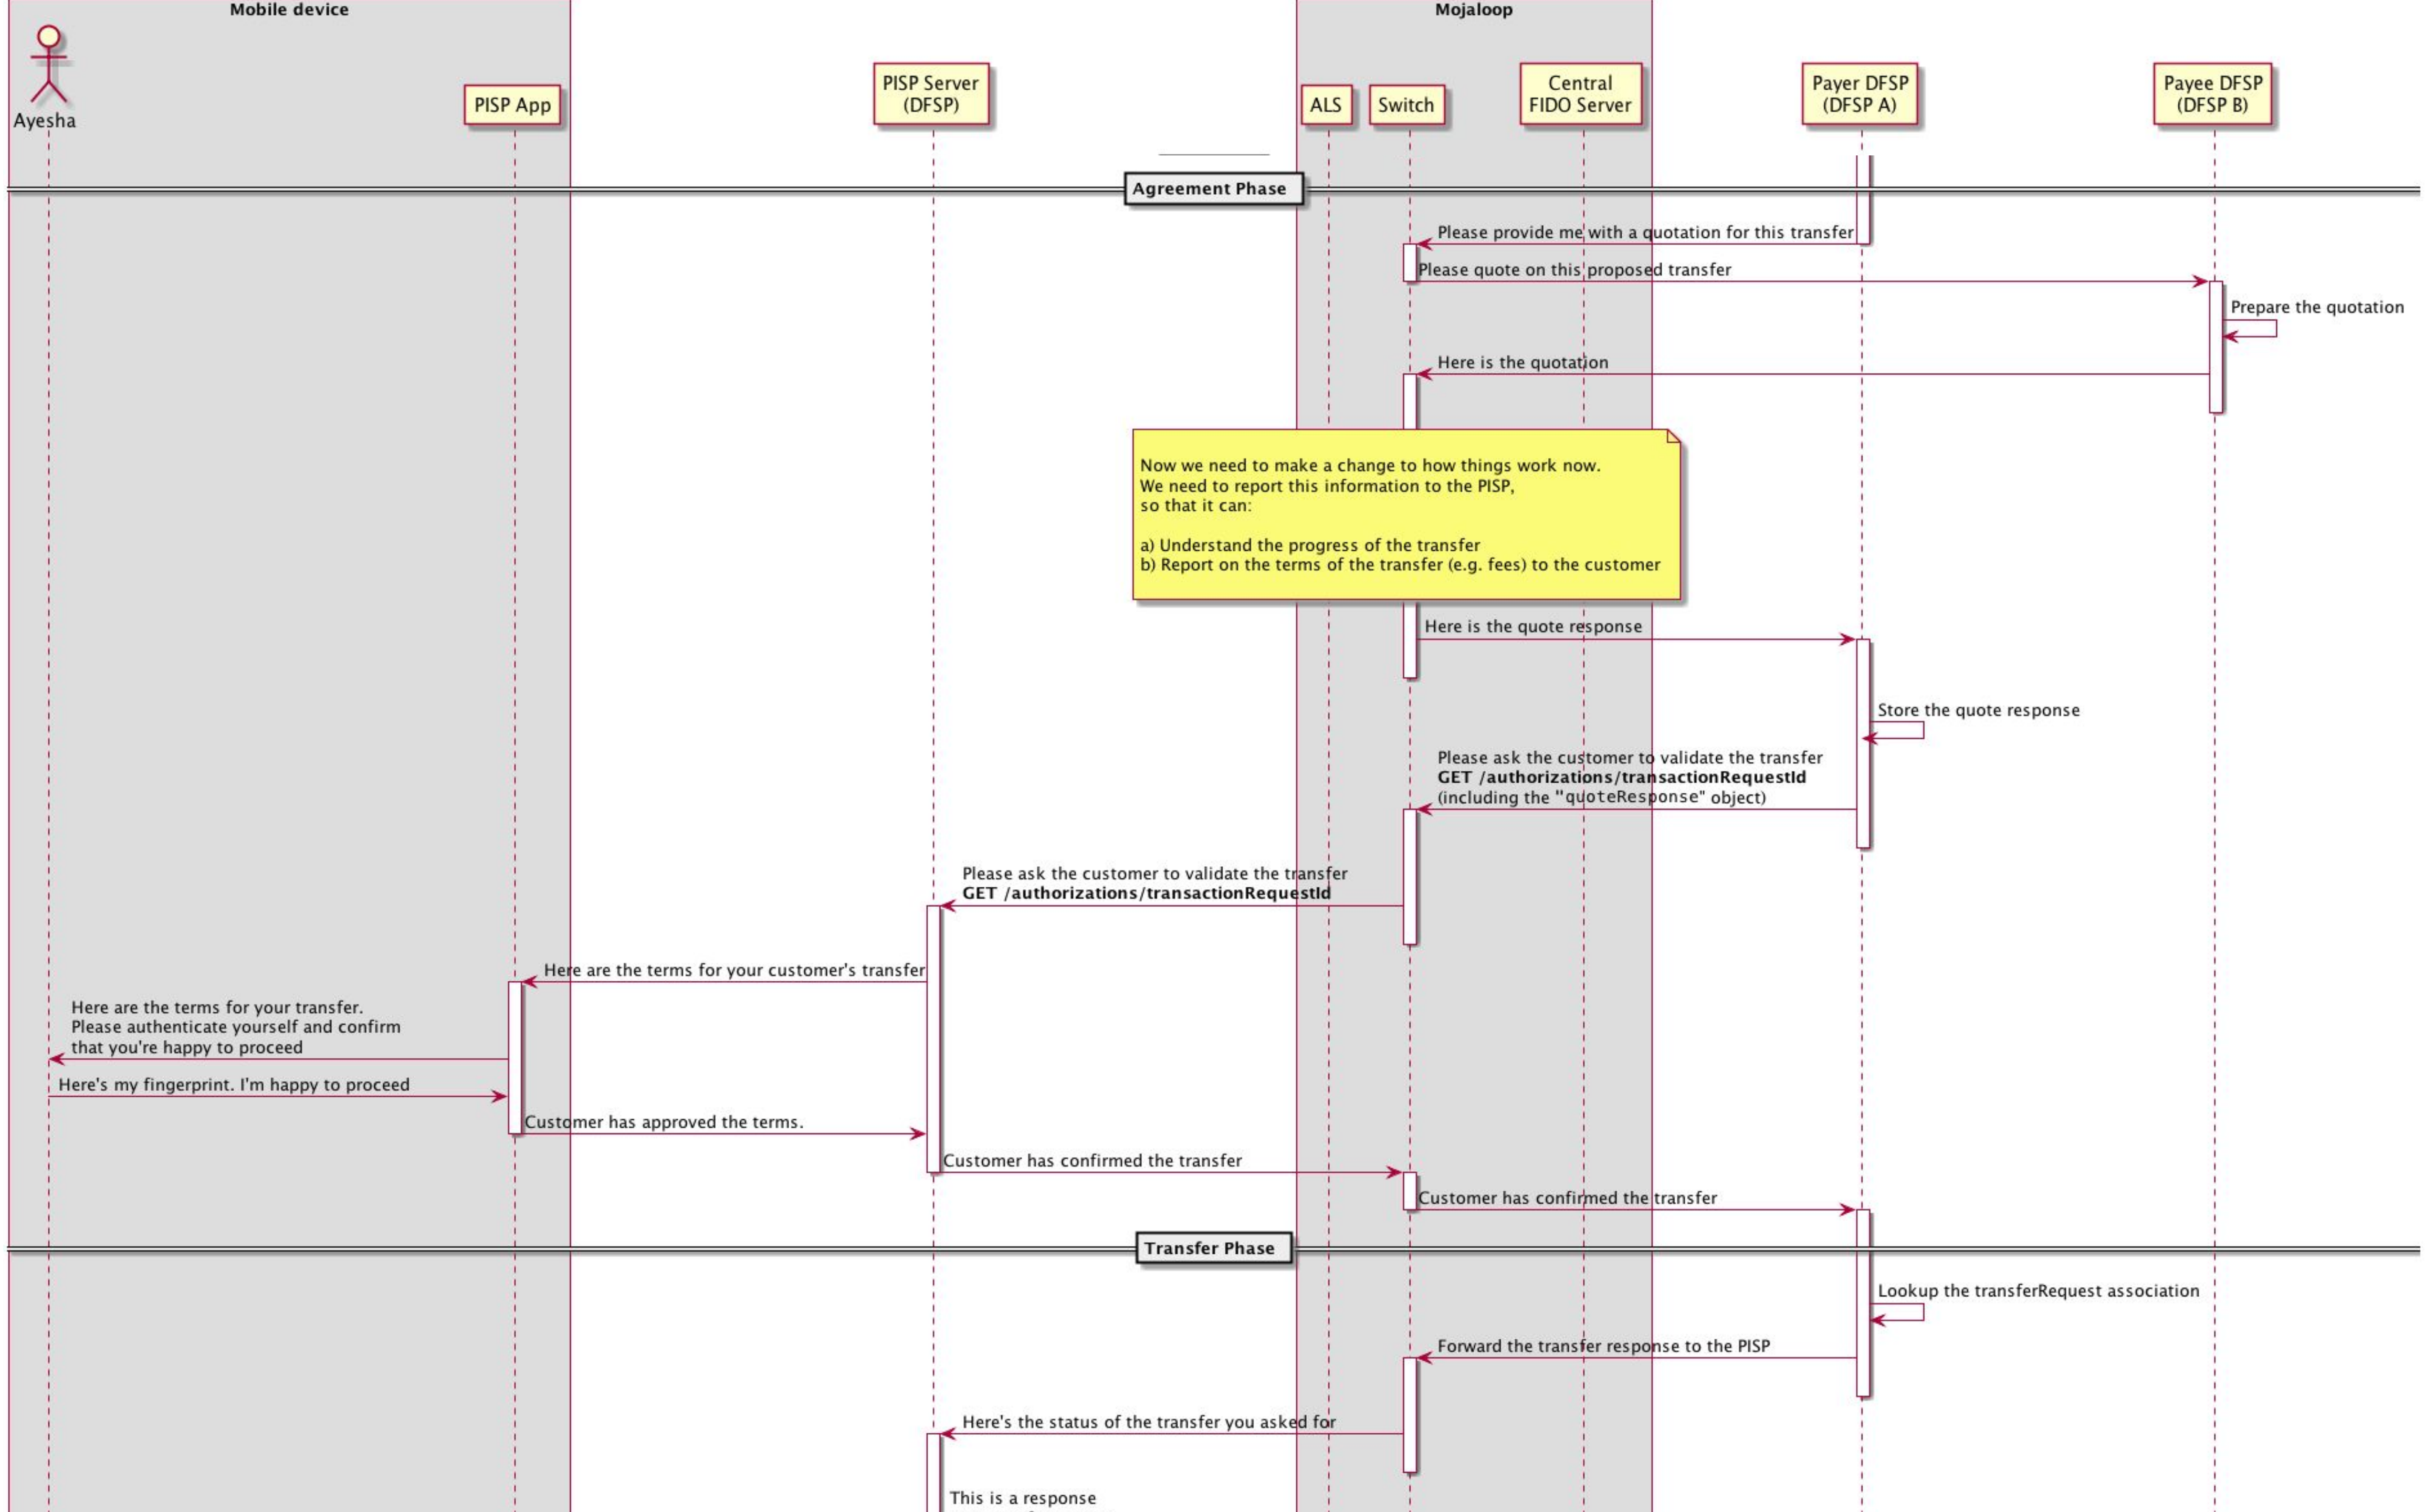 Mobile device
Mojaloop
Ayesha
PISP App
PISP Server
(DFSP)
ALS
Switch
Central
FIDO Server
Payer DFSP
(DFSP A)
Payee DFSP
(DFSP B)
Agreement Phase
Please provide me with a quotation for this transfer
Please quote on this proposed transfer
Prepare the quotation
Here is the quotation
Now we need to make a change to how things work now.
We need to report this information to the PISP,
so that it can:
a) Understand the progress of the transfer
b) Report on the terms of the transfer (e.g. fees) to the customer
Here is the quote response
Store the quote response
Please ask the customer to validate the transfer
GET /authorizations/transactionRequestId
(including the "quoteResponse" object)
Please ask the customer to validate the transfer
GET /authorizations/transactionRequestId
Here are the terms for your customer's transfer
Here are the terms for your transfer.
Please authenticate yourself and confirm
that you're happy to proceed
Here's my fingerprint. I'm happy to proceed
Customer has approved the terms.
Customer has confirmed the transfer
Customer has confirmed the transfer
Transfer Phase
Lookup the transferRequest association
Forward the transfer response to the PISP
Here's the status of the transfer you asked for
This is a response